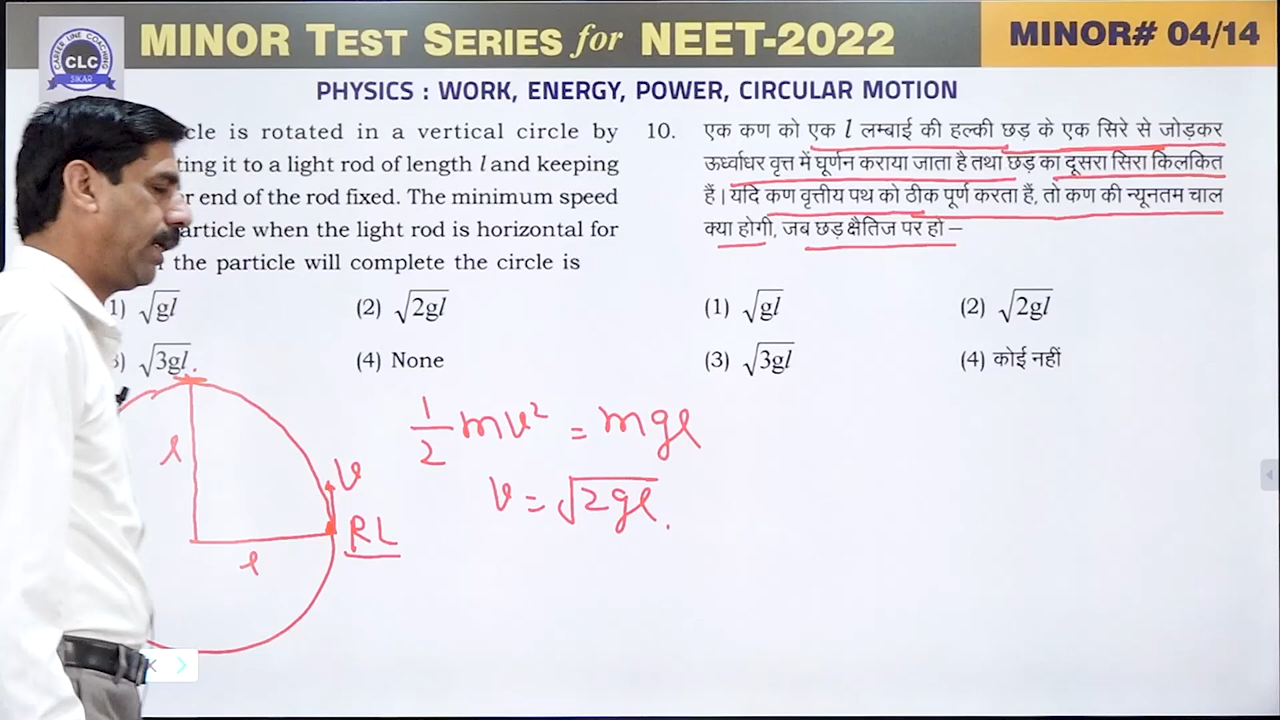 MINOR TEST SERIES for NEET-2022
MINOR# 04/14
CAREER LINE COACHING
CLC
SIKAR
PHYSICS : WORK, ENERGY, POWER, CIRCULAR MOTION
cle is rotated in a vertical circle by
ting it to a light rod of length l and keeping
r end of the rod fixed. The minimum speed
article when the light rod is horizontal for
the particle will complete the circle is
1) √gl
(2) √2gl
3) √3gl
(4) None
10. एक कण को एक l लम्बाई की हल्की छड़ के एक सिरे से जोड़कर
ऊर्ध्वाधर वृत्त में घूर्णन कराया जाता है तथा छड़ का दूसरा सिरा किलकित
हैं। यदि कण वृत्तीय पथ को ठीक पूर्ण करता हैं, तो कण की न्यूनतम चाल
क्या होगी, जब छड़ क्षैतिज पर हो –
(1) √gl
(2) √2gl
(3) √3gl
(4) कोई नहीं
1/2 mv² = mgl
v = √2gl.
l
v
RL
l
K